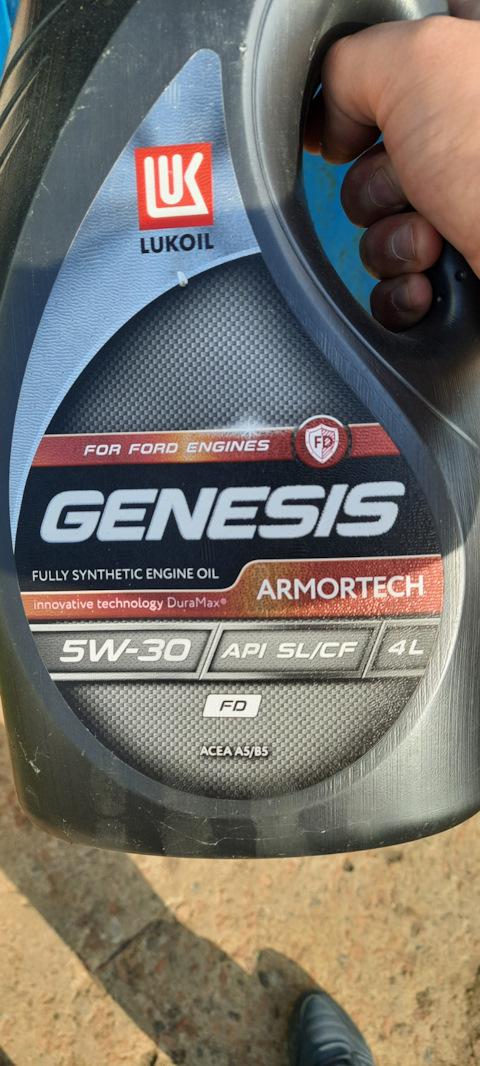 LUK
LUKOIL
FOR FORD ENGINES FD
GENESIS
FULLY SYNTHETIC ENGINE OIL
ARMORTECH
innovative technology DuraMax®
5W-30 API SL/CF 4L
FD
ACEA A5/B5